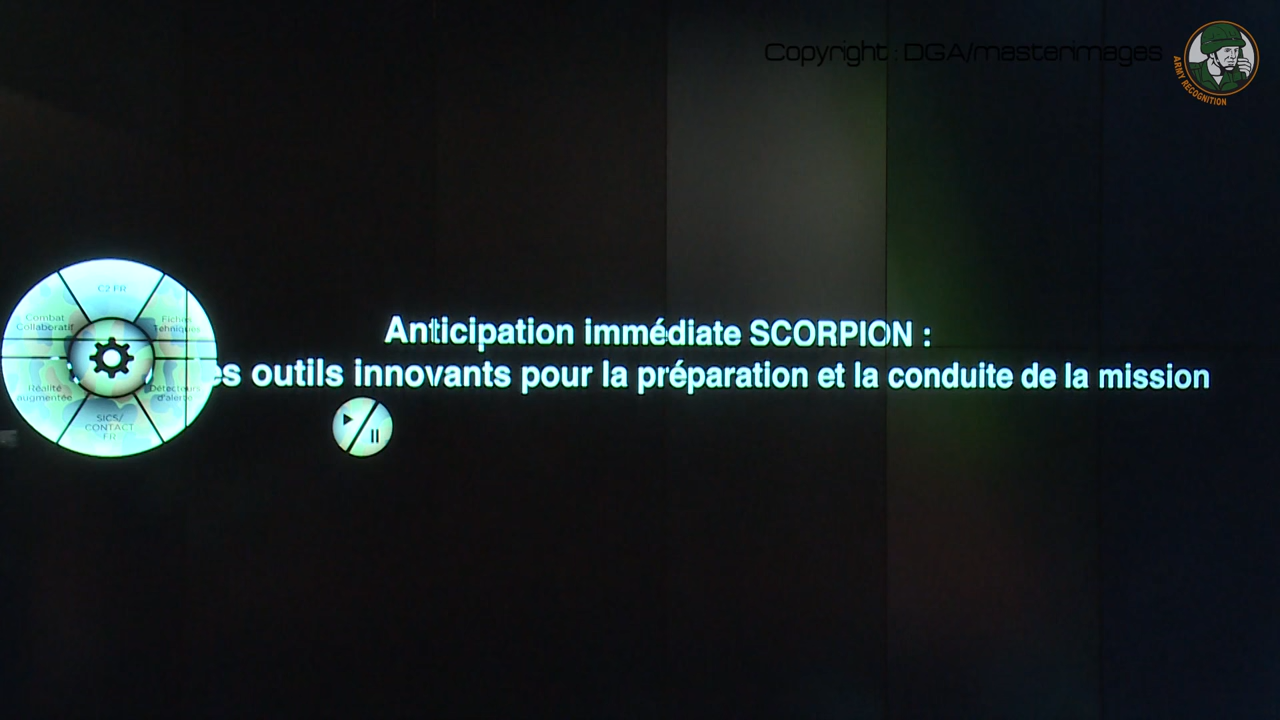 Copyright : DGA/masterimages
ARMY RECOGNITION
C2 FR
Combat
Collaboratif
Fiches
Tehniques
Anticipation immédiate SCORPION :
es outils innovants pour la préparation et la conduite de la mission
Réalité
augmentée
Détecteurs
d'alerte
SICS/
CONTACT
FR